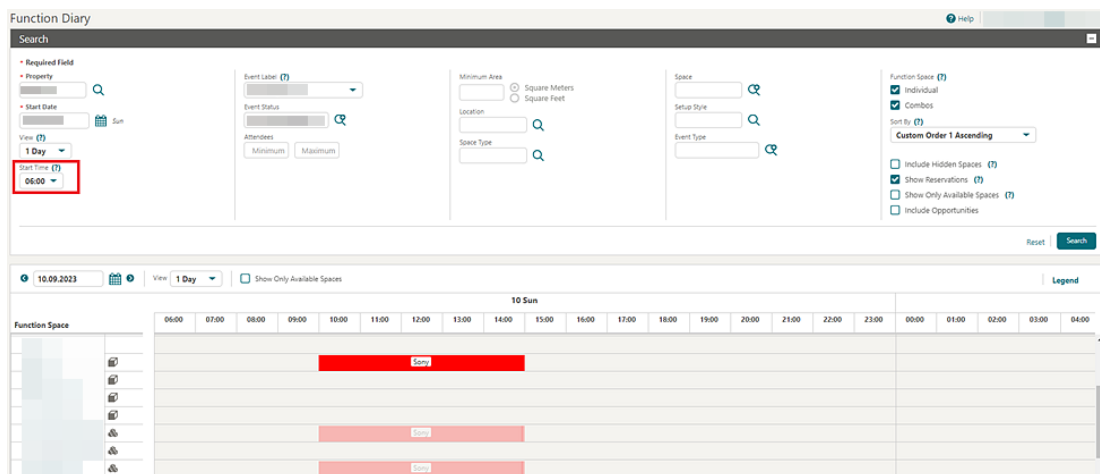 Function Diary
Help
Search
* Required Field
* Property
* Start Date
Sun
View (?)
1 Day
Start Time (?)
06:00
Event Label (?)
Event Status
Attendees
Minimum Maximum
Minimum Area
Square Meters
Square Feet
Location
Space Type
Space
Setup Style
Event Type
Function Space (?)
Individual
Combos
Sort By (?)
Custom Order 1 Ascending
Include Hidden Spaces (?)
Show Reservations (?)
Show Only Available Spaces (?)
Include Opportunities
Reset Search
10.09.2023 View 1 Day Show Only Available Spaces Legend
10 Sun
Function Space 06:00 07:00 08:00 09:00 10:00 11:00 12:00 13:00 14:00 15:00 16:00 17:00 18:00 19:00 20:00 21:00 22:00 23:00 00:00 01:00 02:00 03:00 04:00
Sony
Sony
Sony